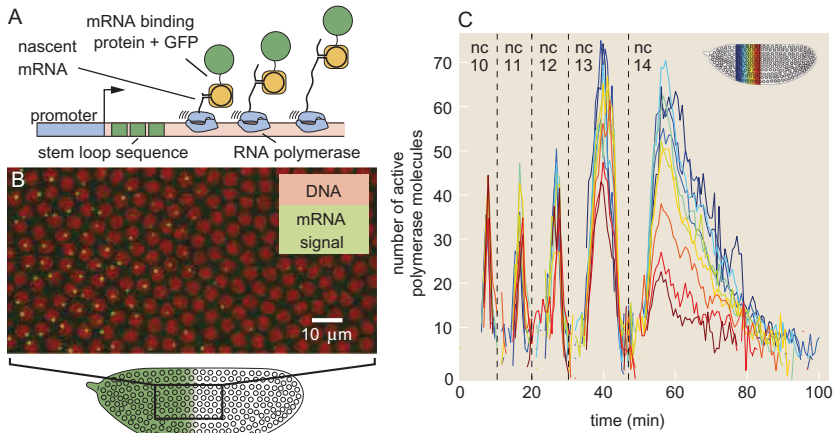 A
mRNA binding
protein + GFP
nascent
mRNA
promoter
stem loop sequence
RNA polymerase
B
DNA
mRNA
signal
10 μm
C
nc
10
nc
11
nc
12
nc
13
nc
14
number of active
polymerase molecules
70
60
50
40
30
20
10
0
20
40
60
80
100
time (min)